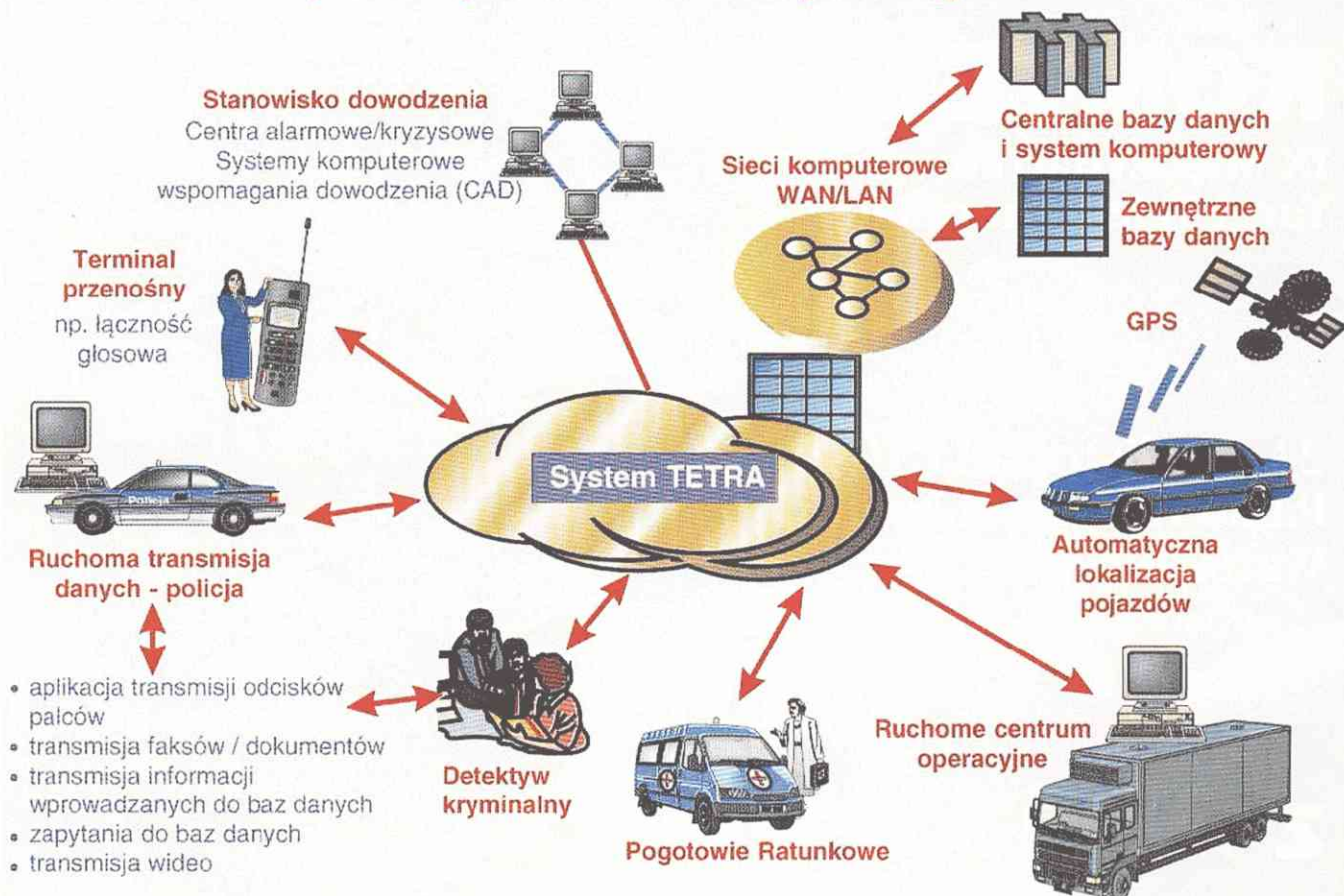 Stanowisko dowodzenia
Centra alarmowe/kryzysowe
Systemy komputerowe
wspomagania dowodzenia (CAD)
Sieci komputerowe
WAN/LAN
Centralne bazy danych
i system komputerowy
Zewnętrzne
bazy danych
Terminal
przenośny
np. łączność
głosowa
GPS
System TETRA
Policja
Ruchoma transmisja
danych - policja
Automatyczna
lokalizacja
pojazdów
• aplikacja transmisji odcisków
palców
• transmisja faksów / dokumentów
• transmisja informacji
wprowadzanych do baz danych
• zapytania do baz danych
• transmisja wideo
Detektyw
kryminalny
Pogotowie Ratunkowe
Ruchome centrum
operacyjne